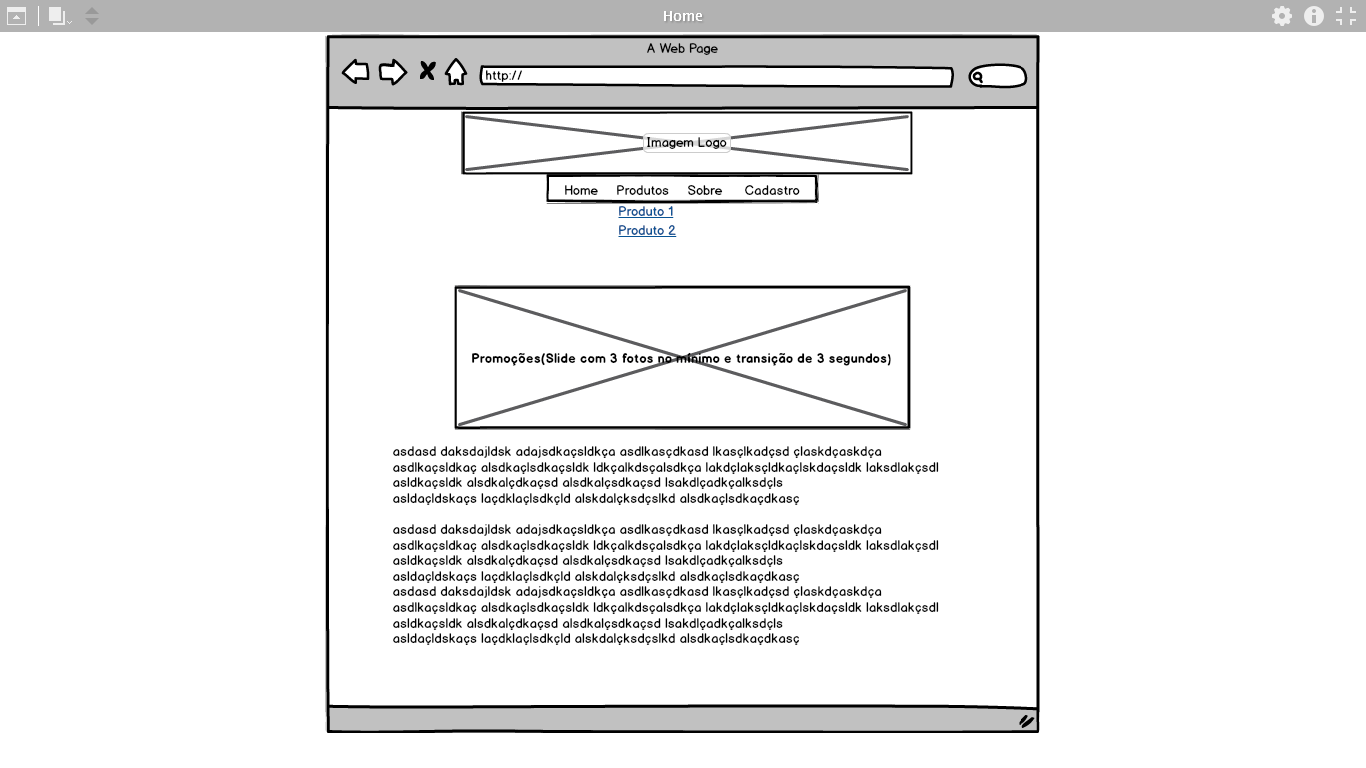 Home
A Web Page
http://
Imagem Logo
Home Produtos Sobre Cadastro
Produto 1
Produto 2
Promoções(Slide com 3 fotos no mínimo e transição de 3 segundos)
asdasd daksdajldsk adajsdkaçsldkça asdlkasçdkasd lkasçlkadçsd çlaskdçaskdça
asdlkaçsldkaç alsdkaçlsdkaçsldk ldkçalkdsçalsdkça lakdçlaksçldkaçlskdaçsldk laksdlakçsdl
asldkaçsldk alsdkalçdkaçsd alsdkalçsdkaçsd lsakdlçadkçalksdçls
asldaçldskaçs laçdklaçlsdkçld alskdalçksdçslkd alsdkaçlsdkaçdkasç
asdasd daksdajldsk adajsdkaçsldkça asdlkasçdkasd lkasçlkadçsd çlaskdçaskdça
asdlkaçsldkaç alsdkaçlsdkaçsldk ldkçalkdsçalsdkça lakdçlaksçldkaçlskdaçsldk laksdlakçsdl
asldkaçsldk alsdkalçdkaçsd alsdkalçsdkaçsd lsakdlçadkçalksdçls
asldaçldskaçs laçdklaçlsdkçld alskdalçksdçslkd alsdkaçlsdkaçdkasç
asdasd daksdajldsk adajsdkaçsldkça asdlkasçdkasd lkasçlkadçsd çlaskdçaskdça
asdlkaçsldkaç alsdkaçlsdkaçsldk ldkçalkdsçalsdkça lakdçlaksçldkaçlskdaçsldk laksdlakçsdl
asldkaçsldk alsdkalçdkaçsd alsdkalçsdkaçsd lsakdlçadkçalksdçls
asldaçldskaçs laçdklaçlsdkçld alskdalçksdçslkd alsdkaçlsdkaçdkasç